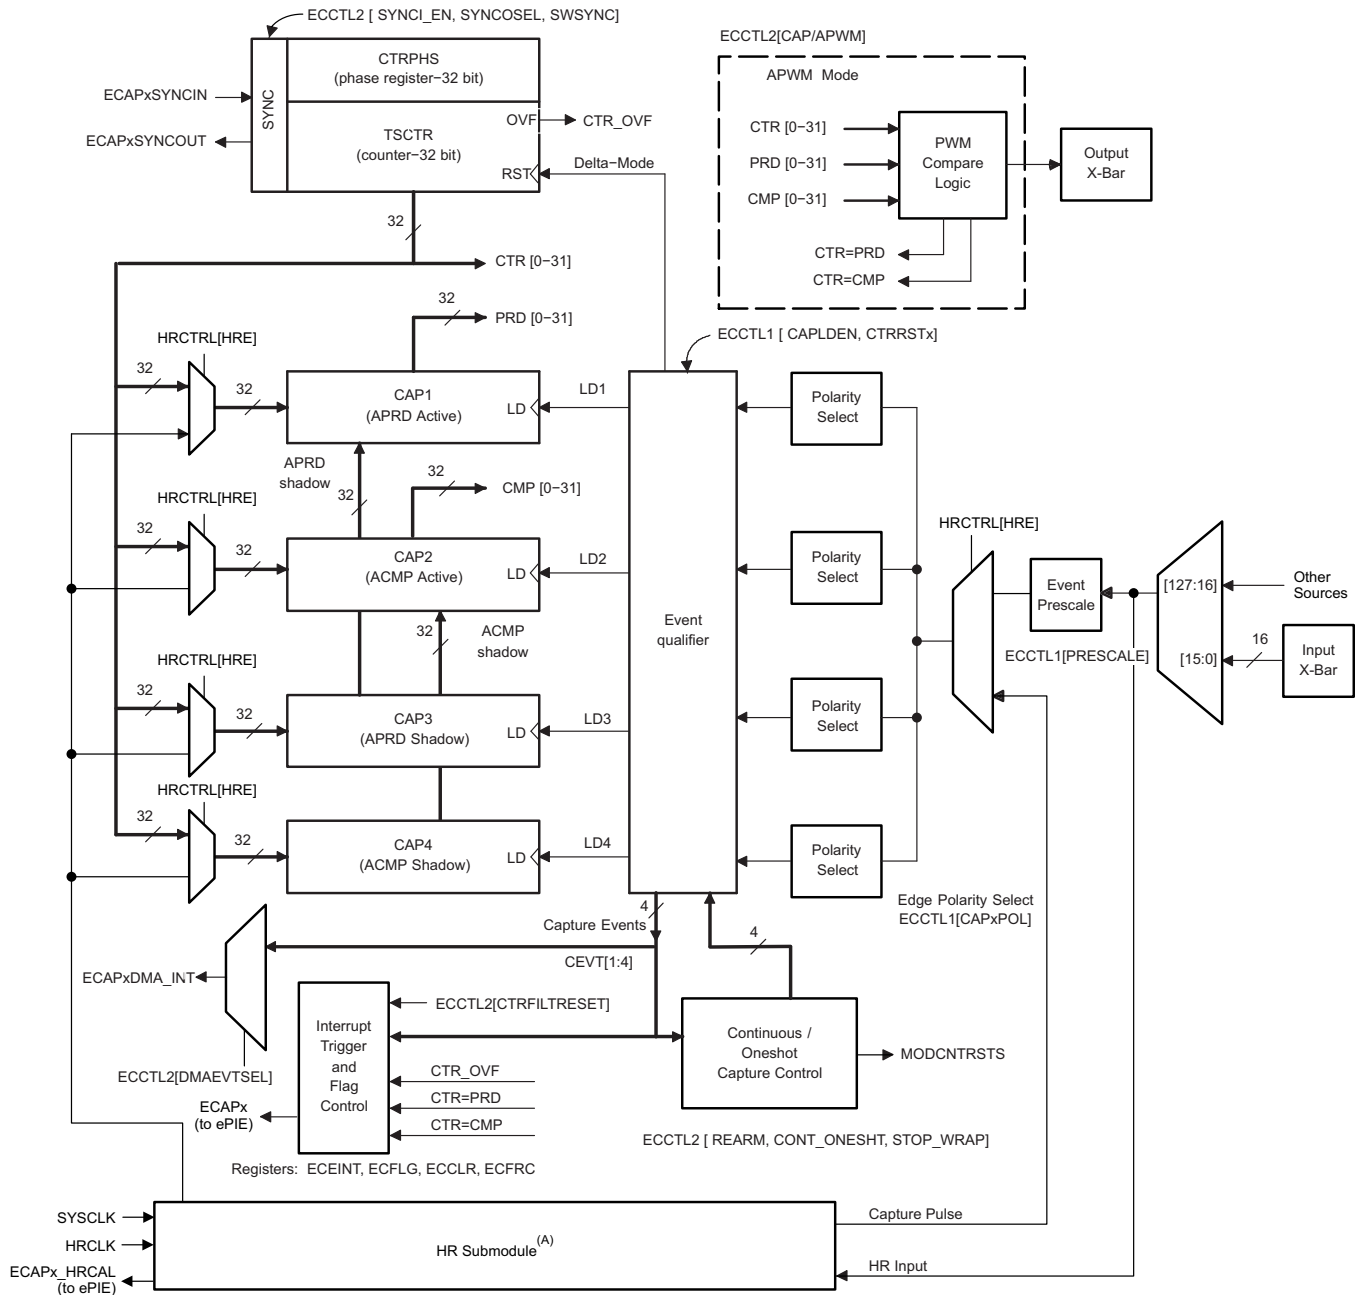 ECCTL2 [ SYNCI_EN, SYNCOSEL, SWSYNC]
SYNC
CTRPHS
(phase register−32 bit)
ECAPxSYNCIN
ECAPxSYNCOUT
TSCTR
(counter−32 bit)
OVF
CTR_OVF
RST
Delta−Mode
32
CTR [0−31]
ECCTL2[CAP/APWM]
APWM Mode
CTR [0−31]
PRD [0−31]
CMP [0−31]
PWM
Compare
Logic
Output
X-Bar
CTR=PRD
CTR=CMP
32
PRD [0−31]
HRCTRL[HRE]
32
32
CAP1
(APRD Active)
LD
LD1
ECCTL1 [ CAPLDEN, CTRRSTx]
Polarity
Select
APRD
shadow
32
32
CMP [0−31]
HRCTRL[HRE]
32
32
CAP2
(ACMP Active)
LD
LD2
Polarity
Select
32
ACMP
shadow
Event
qualifier
HRCTRL[HRE]
Event
Prescale
ECCTL1[PRESCALE]
[127:16]
[15:0]
Other
Sources
16
Input
X-Bar
HRCTRL[HRE]
32
32
CAP3
(APRD Shadow)
LD
LD3
Polarity
Select
HRCTRL[HRE]
32
32
CAP4
(ACMP Shadow)
LD
LD4
Polarity
Select
Edge Polarity Select
ECCTL1[CAPxPOL]
4
Capture Events
CEVT[1:4]
4
ECAPxDMA_INT
ECCTL2[DMAEVTSEL]
Interrupt
Trigger
and
Flag
Control
ECCTL2[CTRFILTRESET]
CTR_OVF
CTR=PRD
CTR=CMP
ECAPx
(to ePIE)
Continuous /
Oneshot
Capture Control
MODCNTRSTS
ECCTL2 [ REARM, CONT_ONESHT, STOP_WRAP]
Registers: ECEINT, ECFLG, ECCLR, ECFRC
SYSCLK
HRCLK
ECAPx_HRCAL
(to ePIE)
HR Submodule(A)
Capture Pulse
HR Input